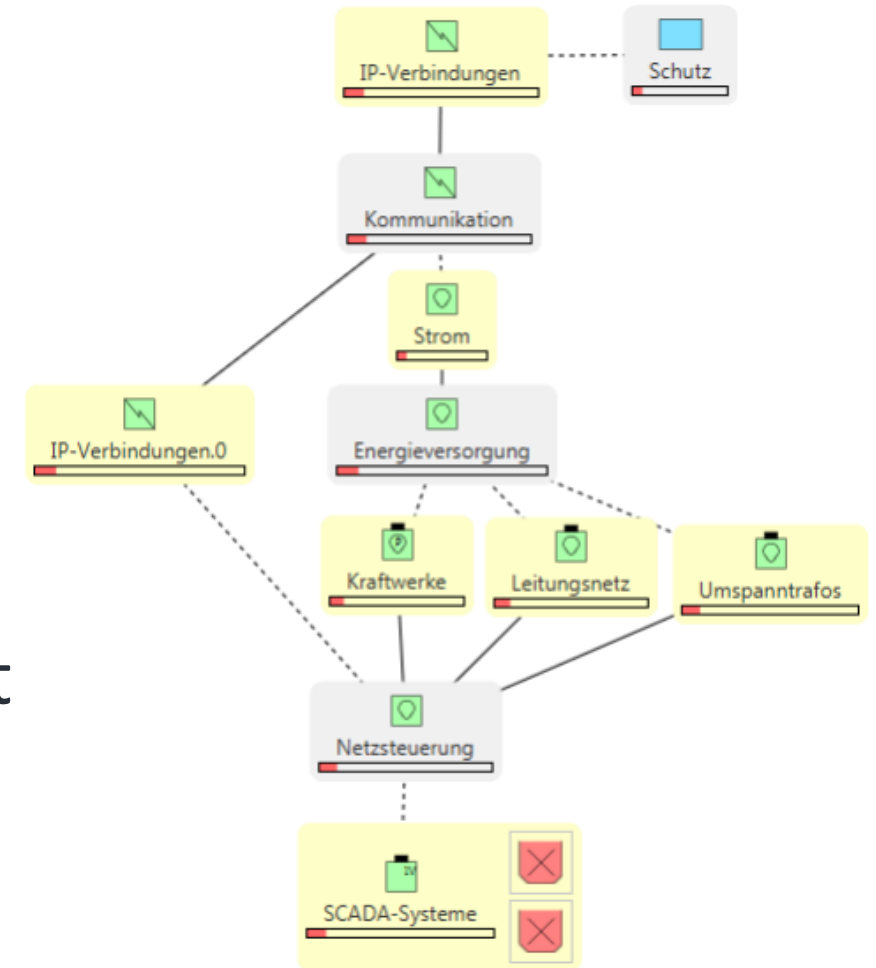 IP-Verbindungen
Schutz
Kommunikation
Strom
IP-Verbindungen.0
Energieversorgung
P
Kraftwerke
Leitungsnetz
Umspanntrafos
t
Netzsteuerung
SCADA-Systeme